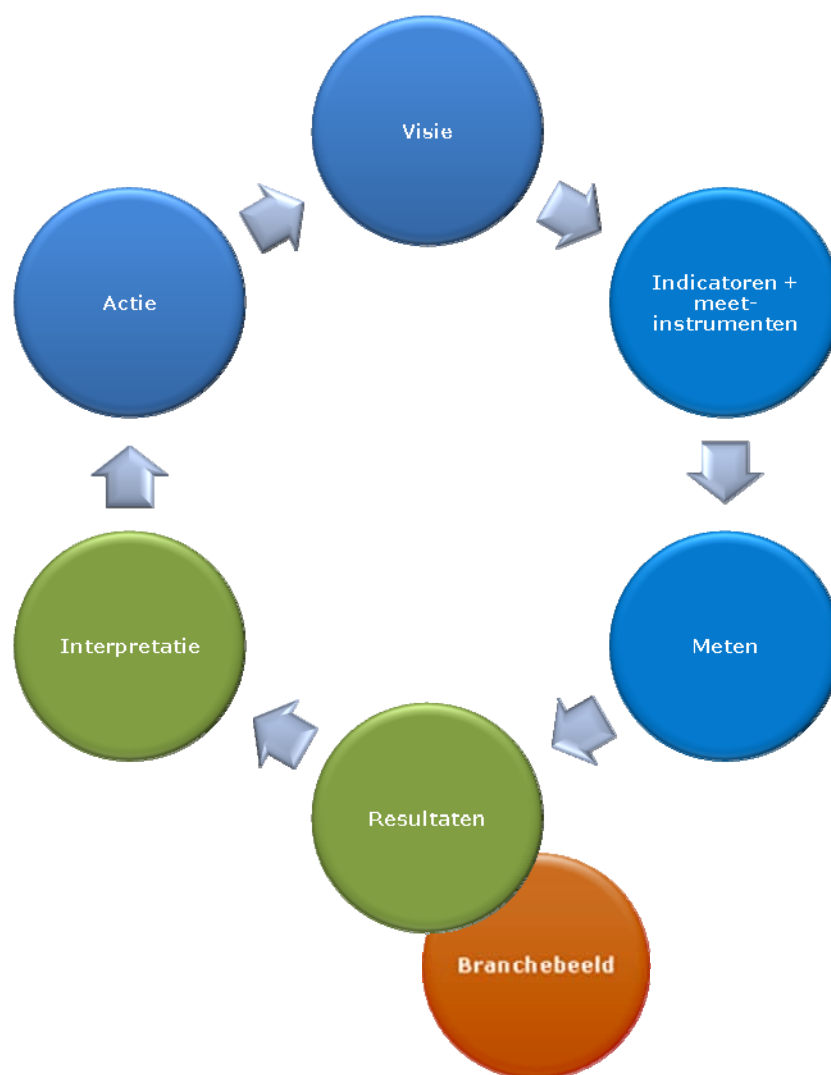 Visie
Indicatoren +
meet-
instrumenten
Meten
Resultaten
Branchebeeld
Interpretatie
Actie